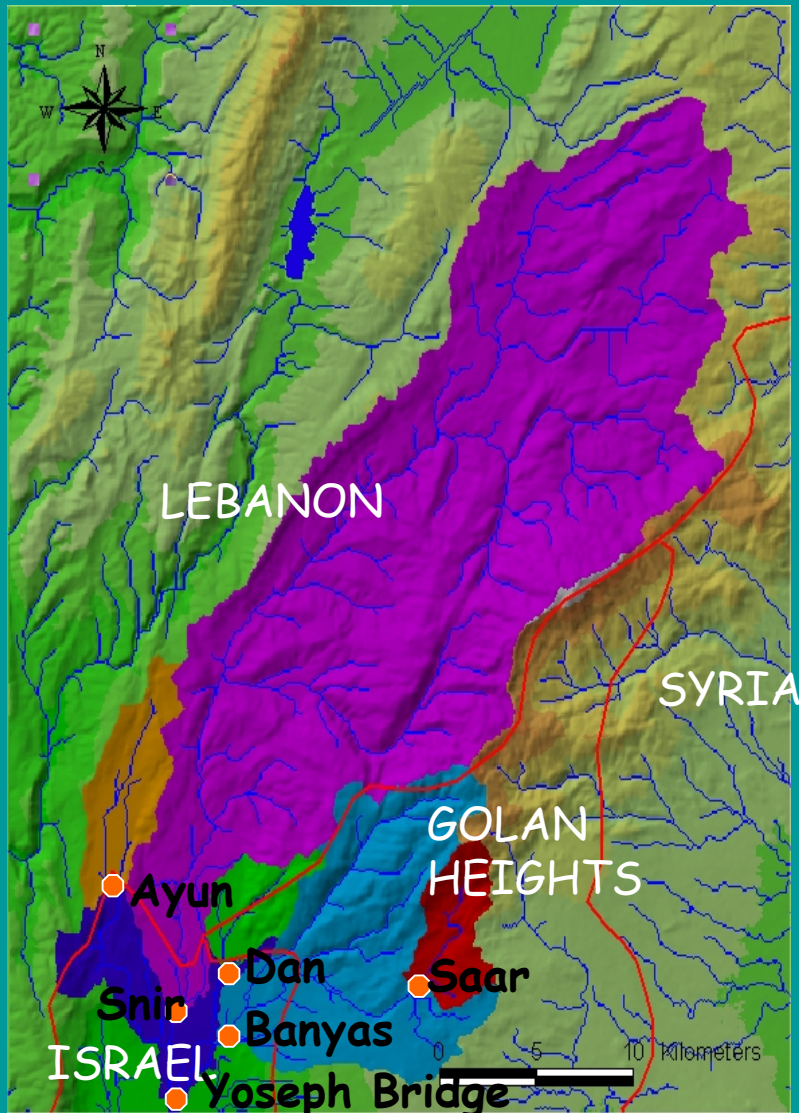 N
W E
S
LEBANON
SYRIA
GOLAN
HEIGHTS
Ayun
Dan
Saar
Snir
Banyas
ISRAEL
0 5 10 Kilometers
Yoseph Bridge